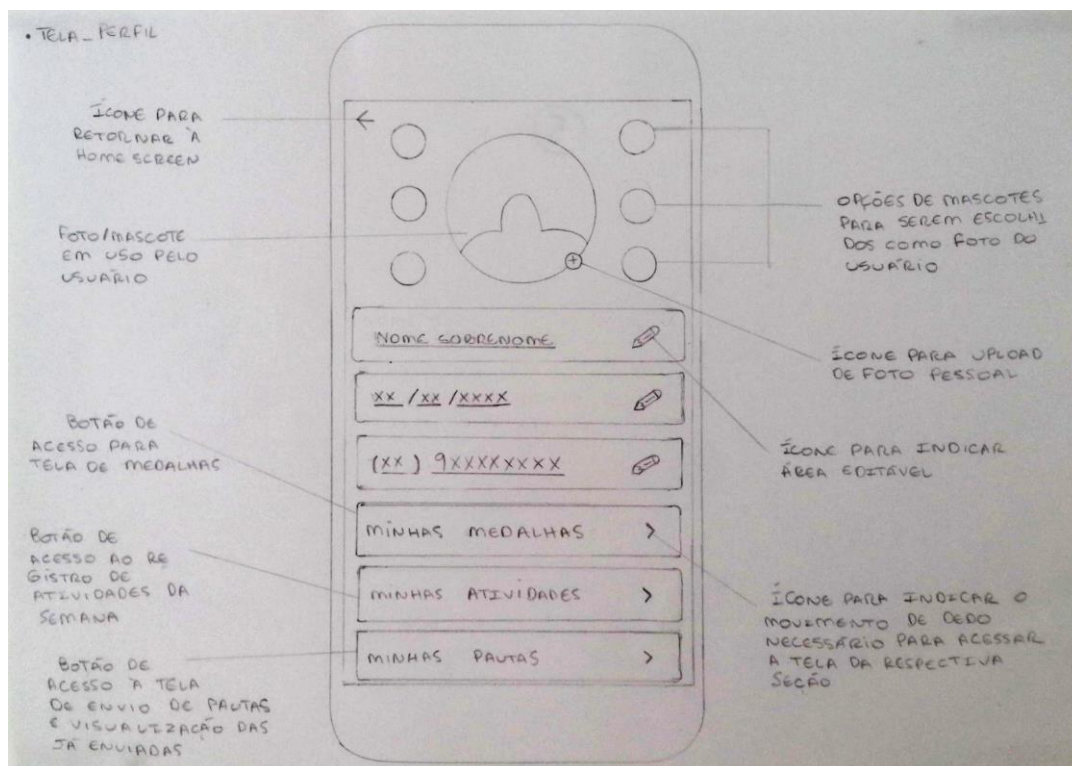 • TELA_PERFIL
ÍCONE PARA
RETORNAR À
HOME SCREEN
FOTO/MASCOTE
EM USO PELO
USUÁRIO
BOTÃO DE
ACESSO PARA
TELA DE MEDALHAS
BOTÃO DE
ACESSO AO RE
GISTRO DE
ATIVIDADES DA
SEMANA
BOTÃO DE
ACESSO À TELA
DE ENVIO DE PAUTAS
E VISUALIZAÇÃO DAS
JÁ ENVIADAS
NOME SOBRENOME
XX / XX / XXXX
(XX) 9XXXXXXXX
MINHAS MEDALHAS >
MINHAS ATIVIDADES >
MINHAS PAUTAS >
OPÇÕES DE MASCOTES
PARA SEREM ESCOLHI
DOS COMO FOTO DO
USUÁRIO
ÍCONE PARA UPLOAD
DE FOTO PESSOAL
ÍCONE PARA INDICAR
ÁREA EDITÁVEL
ÍCONE PARA INDICAR O
MOVIMENTO DE DEDO
NECESSÁRIO PARA ACESSAR
A TELA DA RESPECTIVA
SEÇÃO